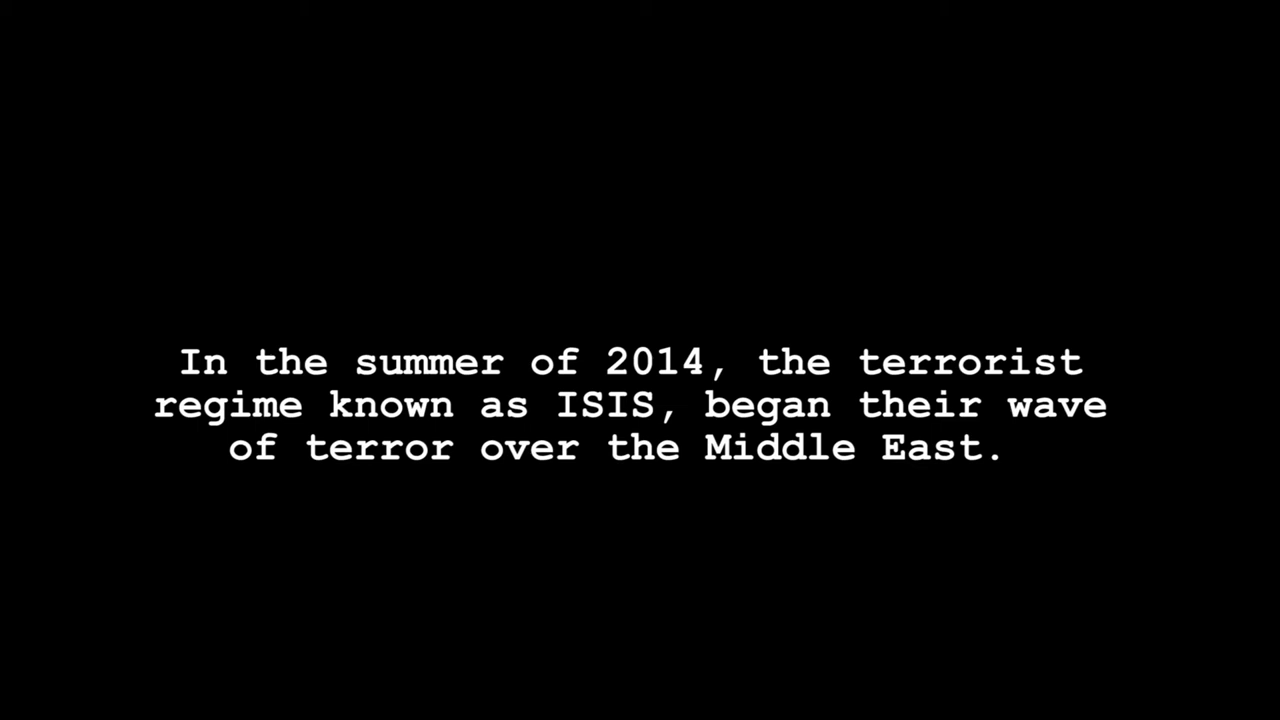 In the summer of 2014, the terrorist
regime known as ISIS, began their wave
of terror over the Middle East.